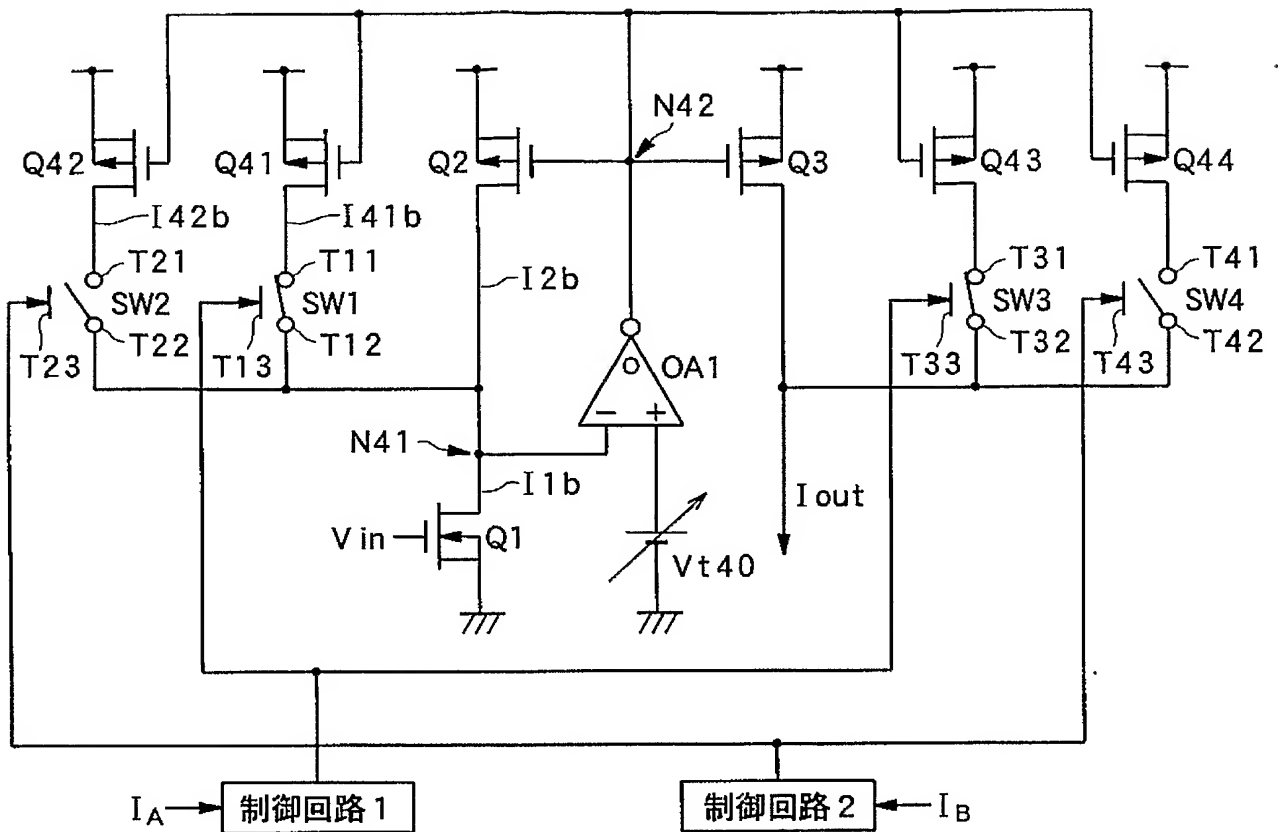 N42
Q42
Q41
Q2
Q3
Q43
Q44
I42b
I41b
T21
SW2
T22
T23
T11
SW1
T12
T13
I2b
T31
SW3
T32
T33
T41
SW4
T42
T43
OA1
O
− +
N41
I1b
Iout
Vin
Q1
Vt40
IA
制御回路1
制御回路2
IB